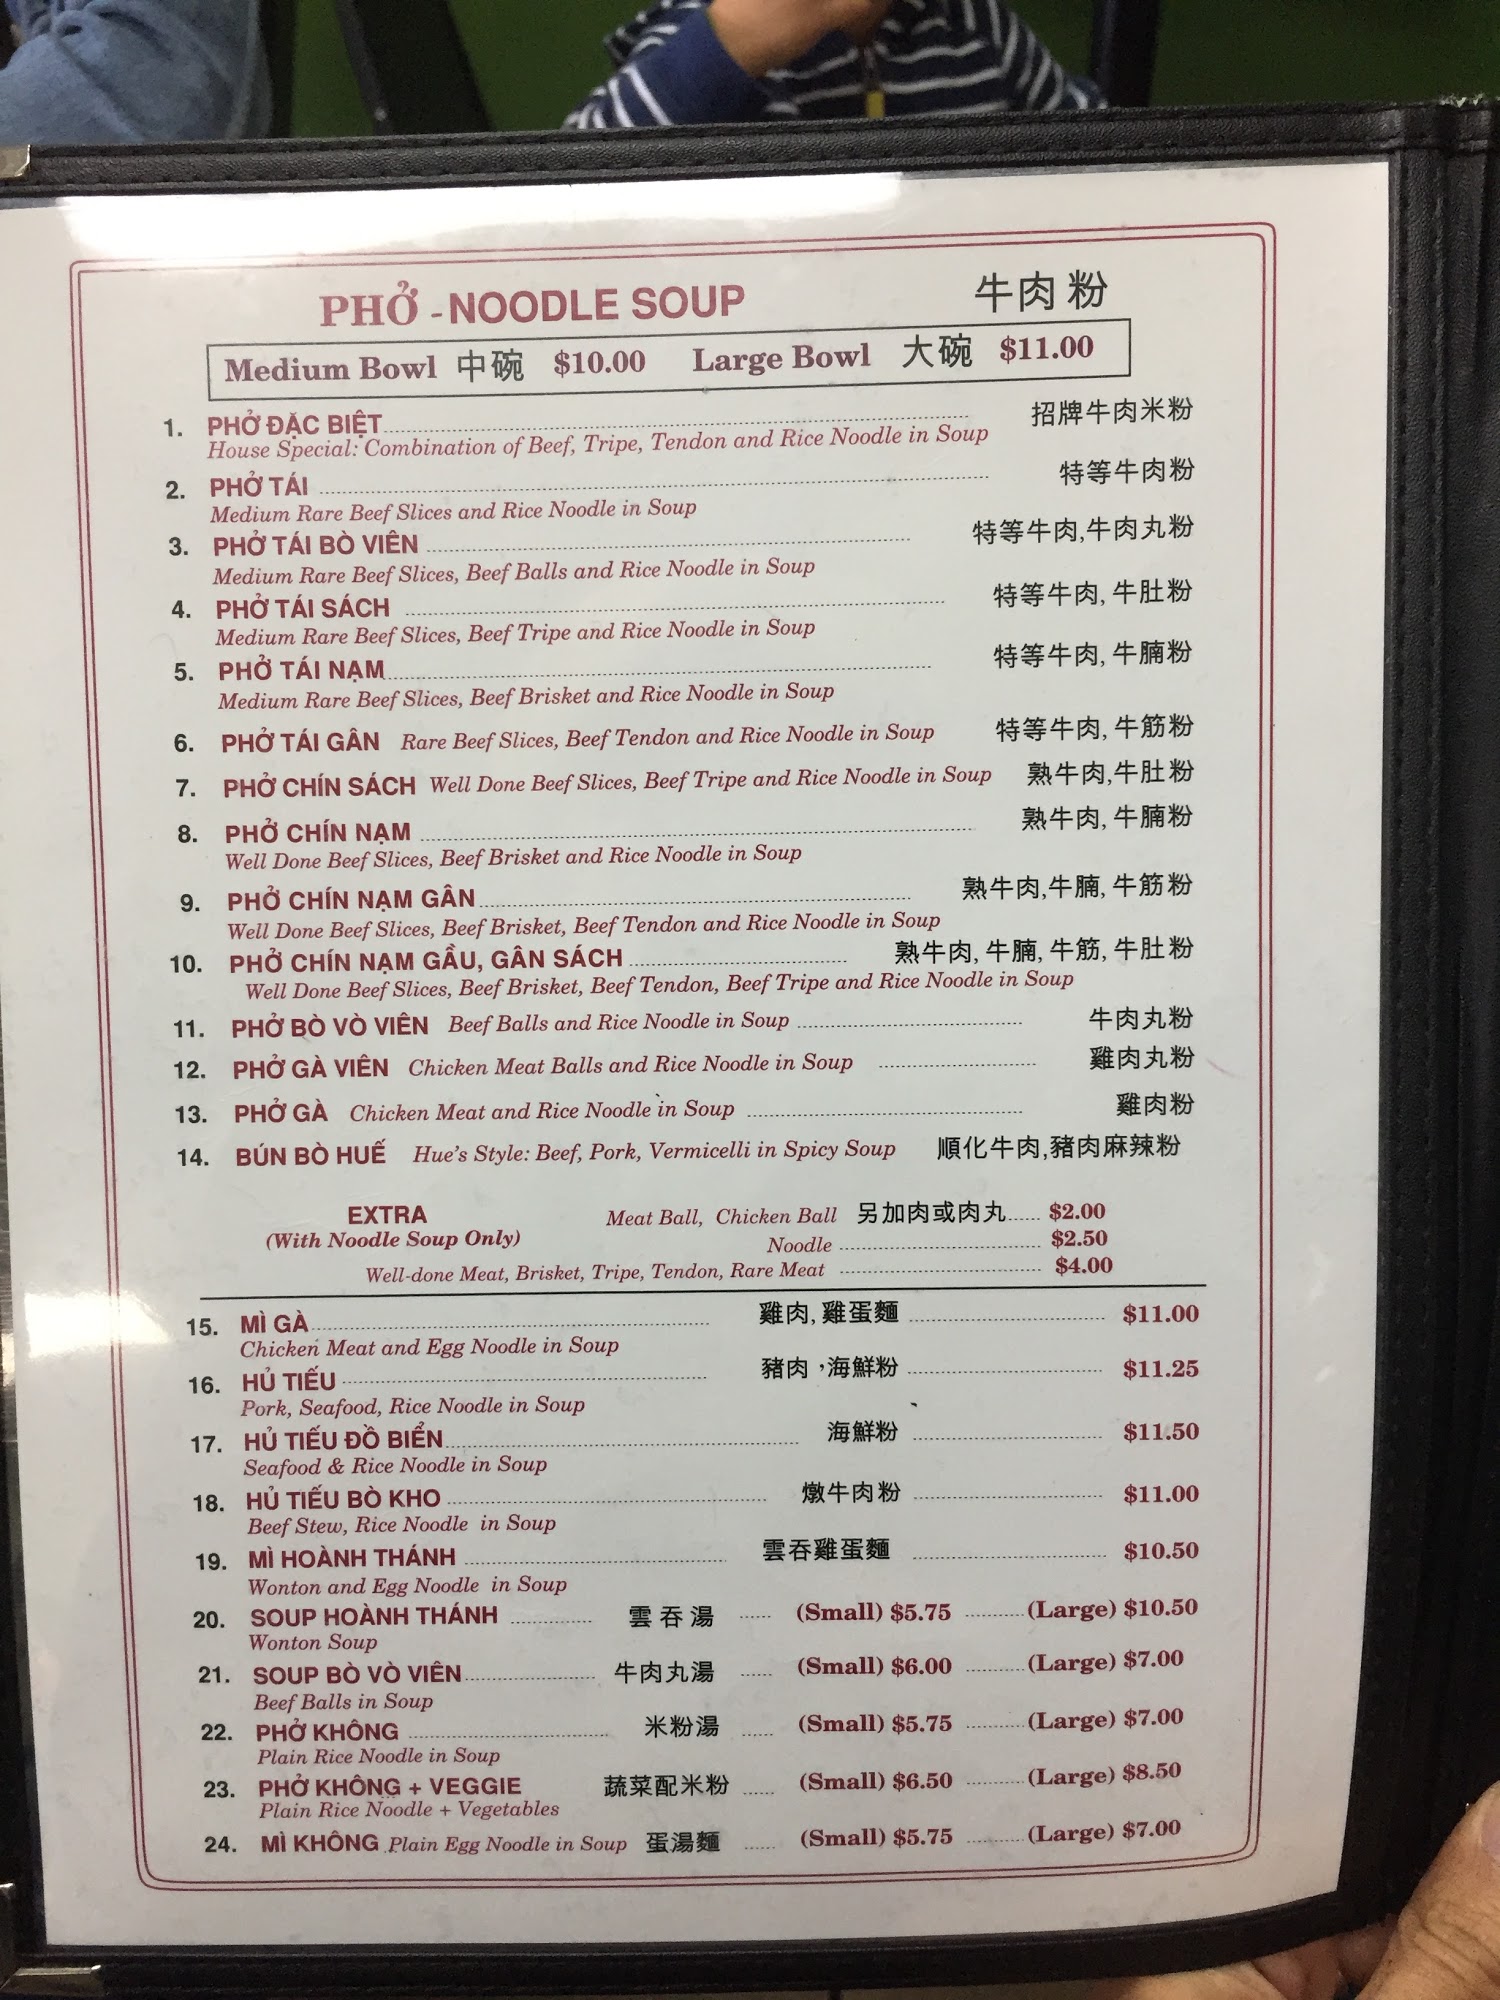 PHỞ - NOODLE SOUP 牛肉粉
Medium Bowl 中碗 $10.00 Large Bowl 大碗 $11.00
1. PHỞ ĐẶC BIỆT 招牌牛肉米粉
House Special: Combination of Beef, Tripe, Tendon and Rice Noodle in Soup
2. PHỞ TÁI 特等牛肉粉
Medium Rare Beef Slices and Rice Noodle in Soup
3. PHỞ TÁI BÒ VIÊN 特等牛肉,牛肉丸粉
Medium Rare Beef Slices, Beef Balls and Rice Noodle in Soup
4. PHỞ TÁI SÁCH 特等牛肉, 牛肚粉
Medium Rare Beef Slices, Beef Tripe and Rice Noodle in Soup
5. PHỞ TÁI NẠM 特等牛肉, 牛腩粉
Medium Rare Beef Slices, Beef Brisket and Rice Noodle in Soup
6. PHỞ TÁI GÂN Rare Beef Slices, Beef Tendon and Rice Noodle in Soup 特等牛肉, 牛筋粉
7. PHỞ CHÍN SÁCH Well Done Beef Slices, Beef Tripe and Rice Noodle in Soup 熟牛肉,牛肚粉
8. PHỞ CHÍN NẠM 熟牛肉, 牛腩粉
Well Done Beef Slices, Beef Brisket and Rice Noodle in Soup
9. PHỞ CHÍN NẠM GÂN 熟牛肉,牛腩, 牛筋粉
Well Done Beef Slices, Beef Brisket, Beef Tendon and Rice Noodle in Soup
10. PHỞ CHÍN NẠM GẦU, GÂN SÁCH 熟牛肉, 牛腩, 牛筋, 牛肚粉
Well Done Beef Slices, Beef Brisket, Beef Tendon, Beef Tripe and Rice Noodle in Soup
11. PHỞ BÒ VÒ VIÊN Beef Balls and Rice Noodle in Soup 牛肉丸粉
12. PHỞ GÀ VIÊN Chicken Meat Balls and Rice Noodle in Soup 雞肉丸粉
13. PHỞ GÀ Chicken Meat and Rice Noodle in Soup 雞肉粉
14. BÚN BÒ HUẾ Hue's Style: Beef, Pork, Vermicelli in Spicy Soup 順化牛肉,豬肉麻辣粉
EXTRA Meat Ball, Chicken Ball 另加肉或肉丸 $2.00
(With Noodle Soup Only) Noodle $2.50
Well-done Meat, Brisket, Tripe, Tendon, Rare Meat $4.00
15. MÌ GÀ 雞肉, 雞蛋麵 $11.00
Chicken Meat and Egg Noodle in Soup
16. HỦ TIẾU 豬肉，海鮮粉 $11.25
Pork, Seafood, Rice Noodle in Soup
17. HỦ TIẾU ĐỒ BIỂN 海鮮粉 $11.50
Seafood & Rice Noodle in Soup
18. HỦ TIẾU BÒ KHO 燉牛肉粉 $11.00
Beef Stew, Rice Noodle in Soup
19. MÌ HOÀNH THÁNH 雲吞雞蛋麵 $10.50
Wonton and Egg Noodle in Soup
20. SOUP HOÀNH THÁNH 雲吞湯 (Small) $5.75 (Large) $10.50
Wonton Soup
21. SOUP BÒ VÒ VIÊN 牛肉丸湯 (Small) $6.00 (Large) $7.00
Beef Balls in Soup
22. PHỞ KHÔNG 米粉湯 (Small) $5.75 (Large) $7.00
Plain Rice Noodle in Soup
23. PHỞ KHÔNG + VEGGIE 蔬菜配米粉 (Small) $6.50 (Large) $8.50
Plain Rice Noodle + Vegetables
24. MÌ KHÔNG Plain Egg Noodle in Soup 蛋湯麵 (Small) $5.75 (Large) $7.00